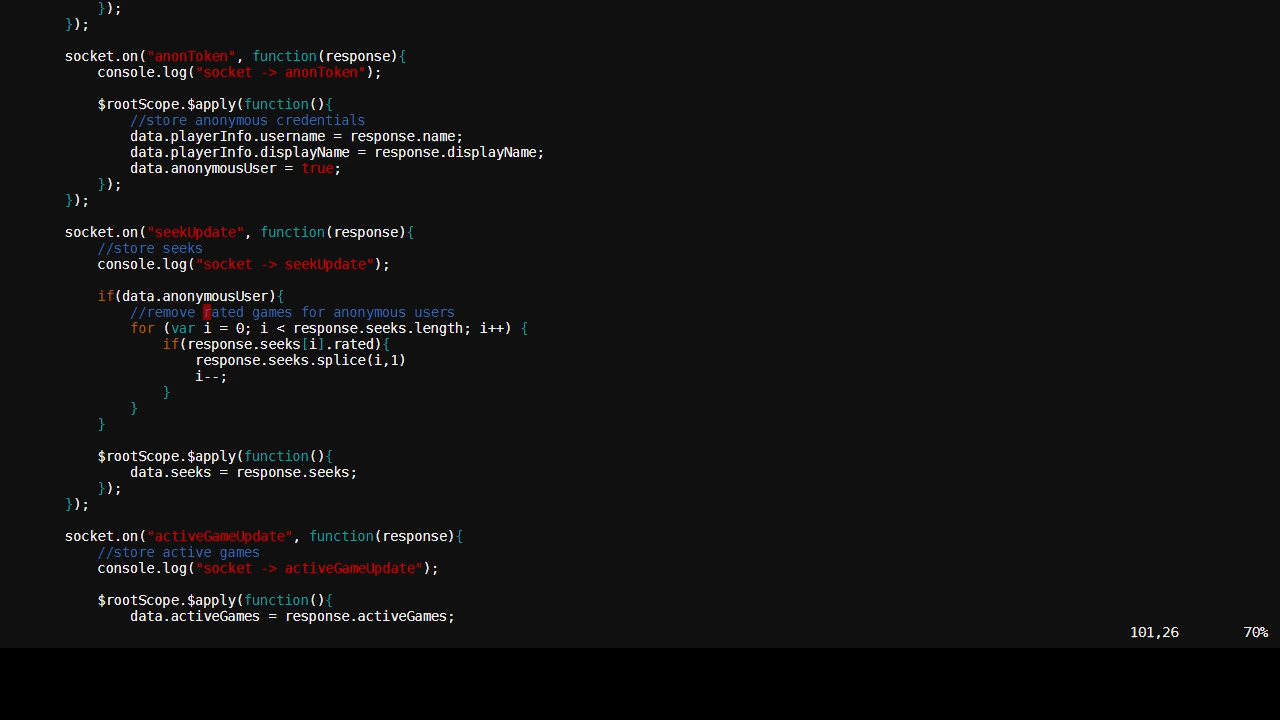 });
});

socket.on("anonToken", function(response){
    console.log("socket -> anonToken");

    $rootScope.$apply(function(){
        //store anonymous credentials
        data.playerInfo.username = response.name;
        data.playerInfo.displayName = response.displayName;
        data.anonymousUser = true;
    });
});

socket.on("seekUpdate", function(response){
    //store seeks
    console.log("socket -> seekUpdate");

    if(data.anonymousUser){
        //remove rated games for anonymous users
        for (var i = 0; i < response.seeks.length; i++) {
            if(response.seeks[i].rated){
                response.seeks.splice(i,1)
                i--;
            }
        }
    }

    $rootScope.$apply(function(){
        data.seeks = response.seeks;
    });
});

socket.on("activeGameUpdate", function(response){
    //store active games
    console.log("socket -> activeGameUpdate");

    $rootScope.$apply(function(){
        data.activeGames = response.activeGames;
101,26 70%